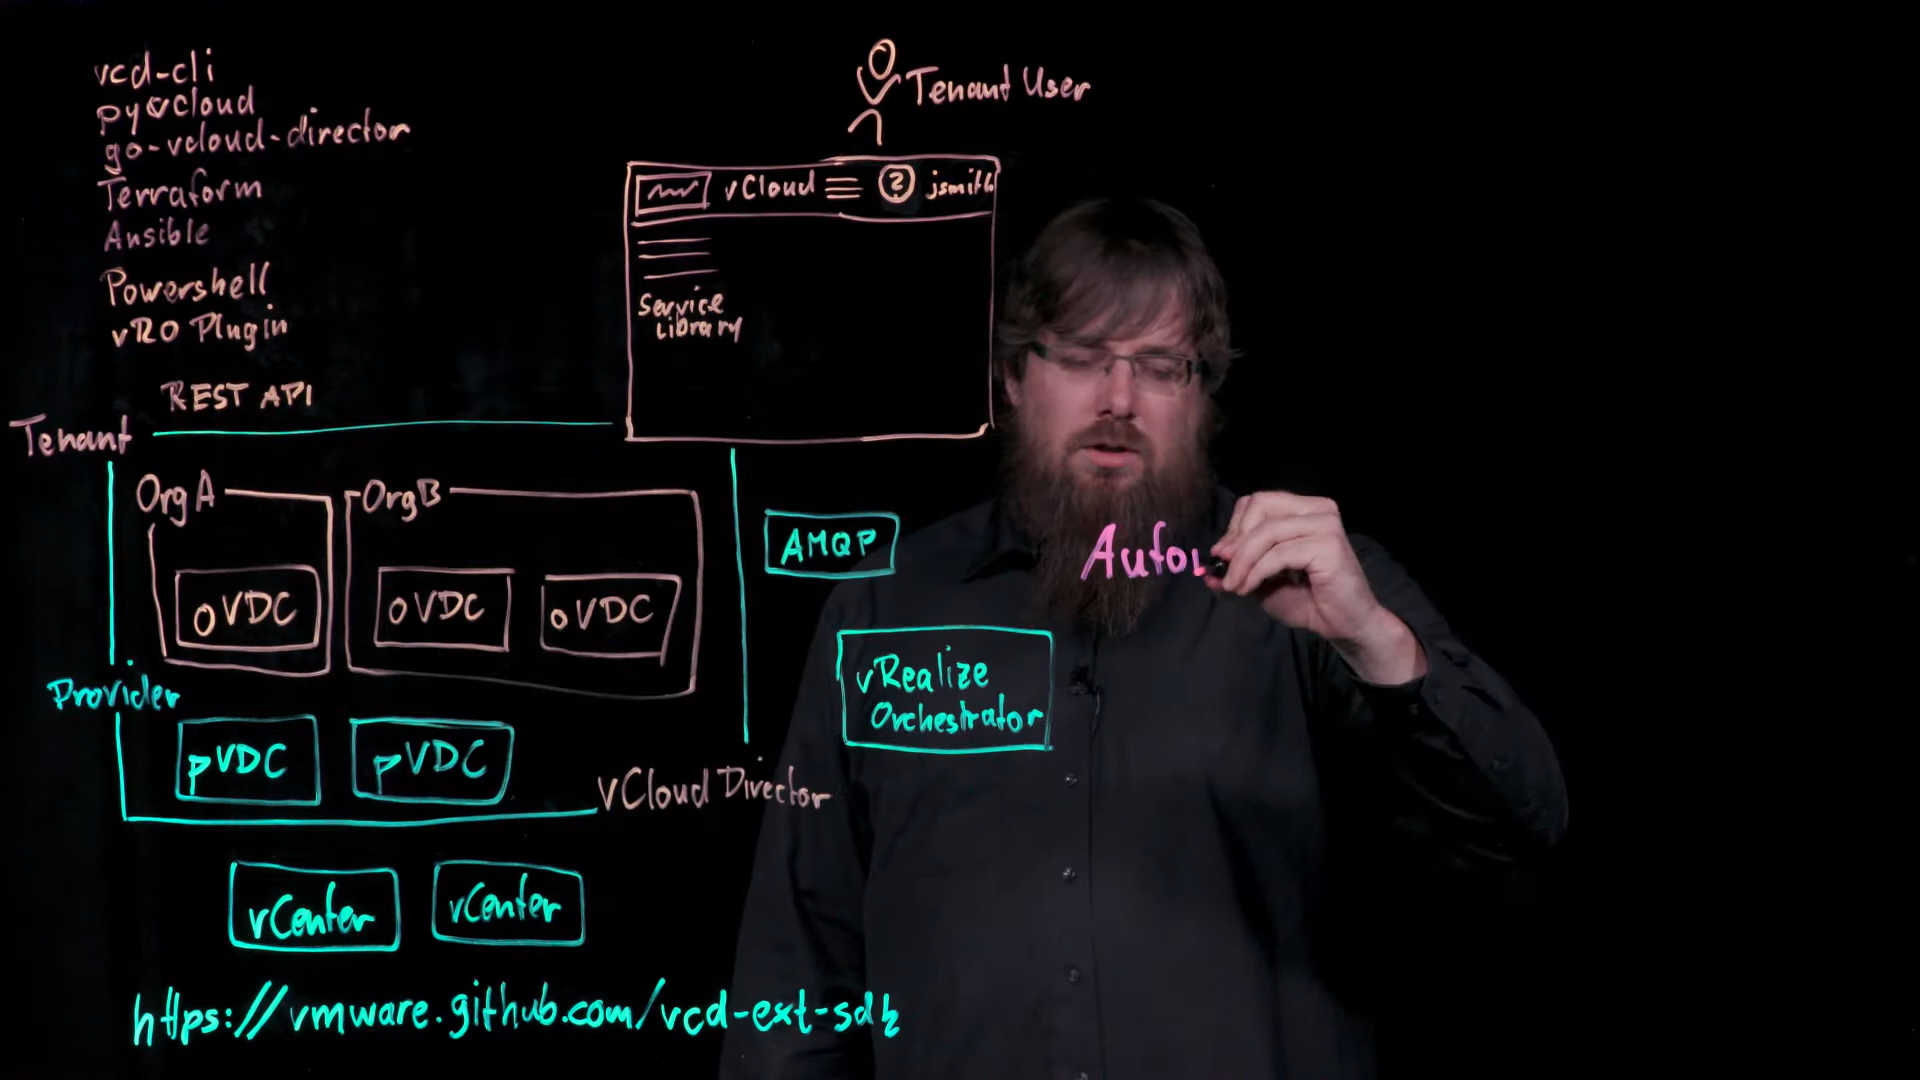 vcd-cli
pyvcloud
go-vcloud-director
Terraform
Ansible
Powershell
vRO Plugin
REST API
Tenant User
vCloud ? jsmith
Service
Library
Tenant
Org A
Org B
oVDC
oVDC
oVDC
Provider
pVDC
pVDC
vCloud Director
vCenter
vCenter
AMQP
vRealize
Orchestrator
Autom
https://vmware.github.com/vcd-ext-sdk